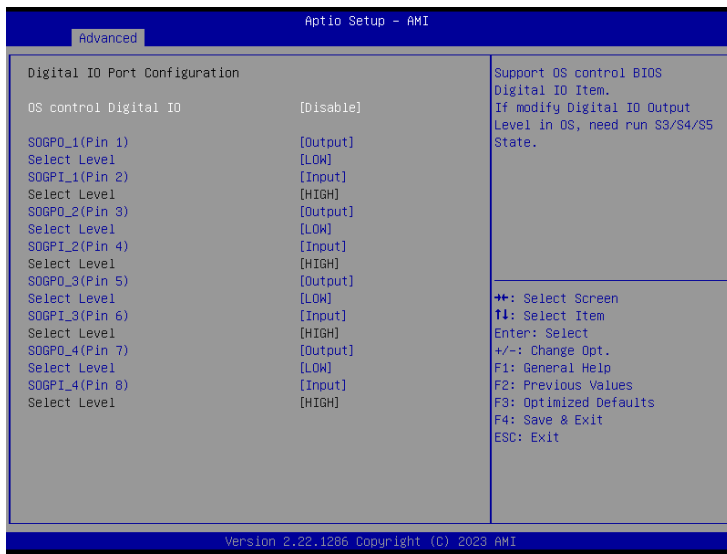 Aptio Setup – AMI
Advanced
Digital IO Port Configuration
OS control Digital IO [Disable]
SOGPO_1(Pin 1) [Output]
Select Level [LOW]
SOGPI_1(Pin 2) [Input]
Select Level [HIGH]
SOGPO_2(Pin 3) [Output]
Select Level [LOW]
SOGPI_2(Pin 4) [Input]
Select Level [HIGH]
SOGPO_3(Pin 5) [Output]
Select Level [LOW]
SOGPI_3(Pin 6) [Input]
Select Level [HIGH]
SOGPO_4(Pin 7) [Output]
Select Level [LOW]
SOGPI_4(Pin 8) [Input]
Select Level [HIGH]
Support OS control BIOS
Digital IO Item.
If modify Digital IO Output
Level in OS, need run S3/S4/S5
State.
→←: Select Screen
↑↓: Select Item
Enter: Select
+/-: Change Opt.
F1: General Help
F2: Previous Values
F3: Optimized Defaults
F4: Save & Exit
ESC: Exit
Version 2.22.1286 Copyright (C) 2023 AMI